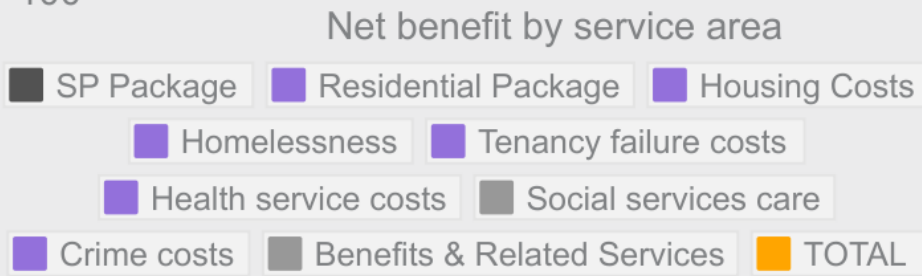 Net benefit by service area
SP Package Residential Package Housing Costs
Homelessness Tenancy failure costs
Health service costs Social services care
Crime costs Benefits & Related Services TOTAL